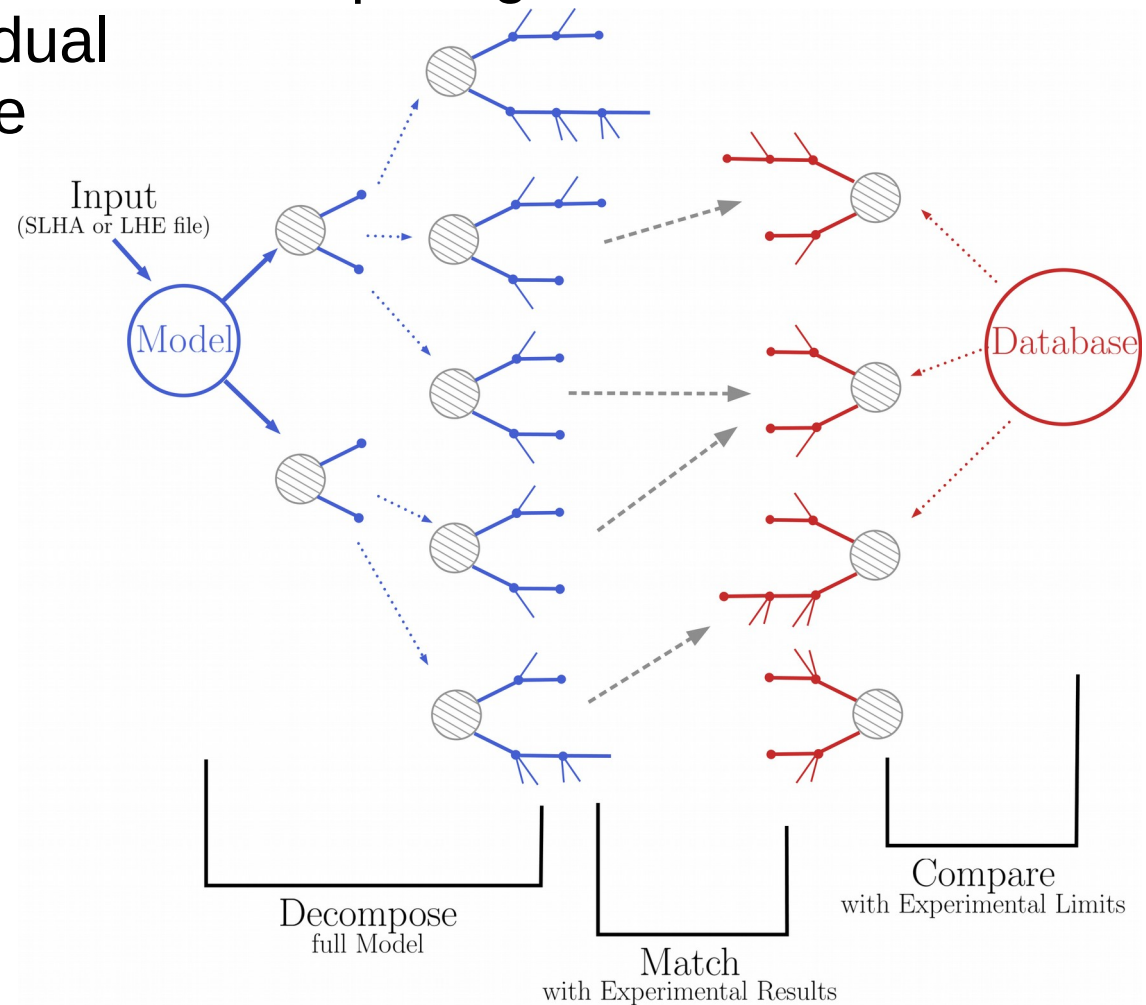 dual
e
Input
(SLHA or LHE file)
Model
Database
Decompose
full Model
Match
with Experimental Results
Compare
with Experimental Limits